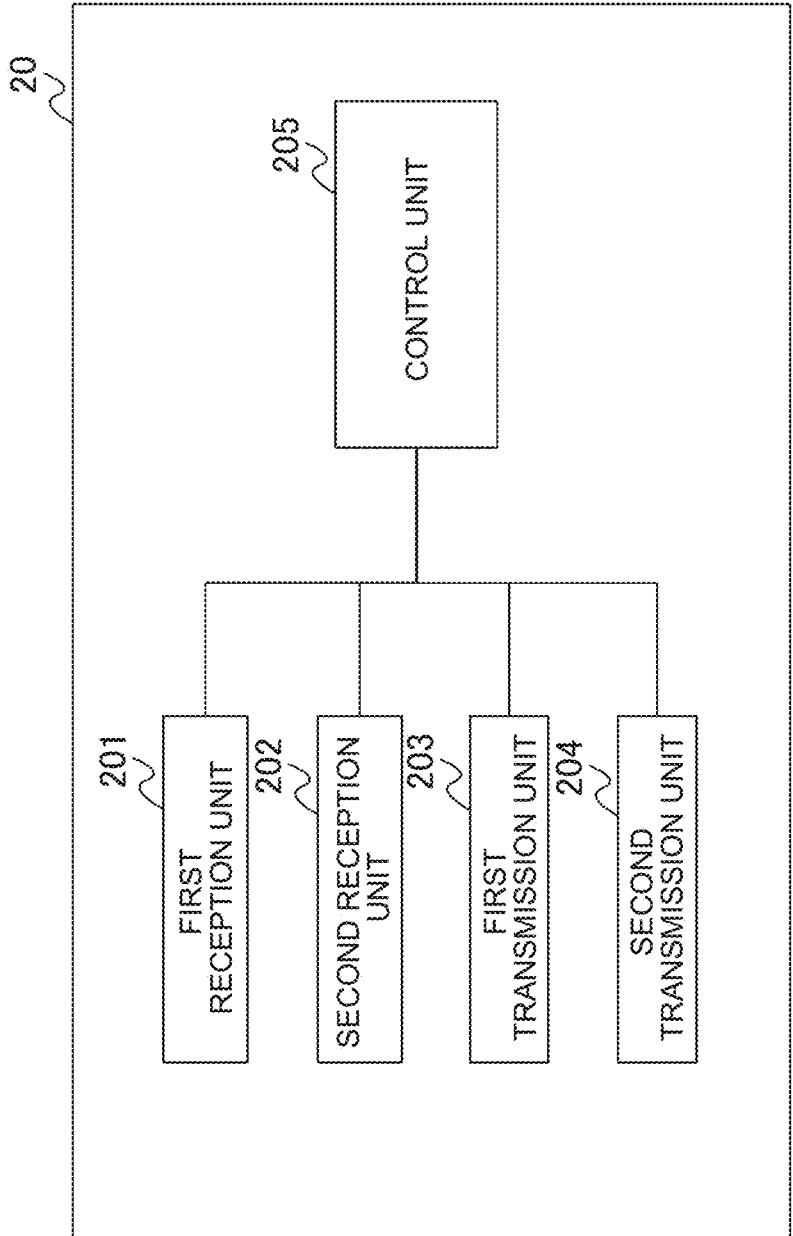 20
201
FIRST
RECEPTION UNIT
202
SECOND RECEPTION
UNIT
203
FIRST
TRANSMISSION UNIT
204
SECOND
TRANSMISSION UNIT
205
CONTROL UNIT